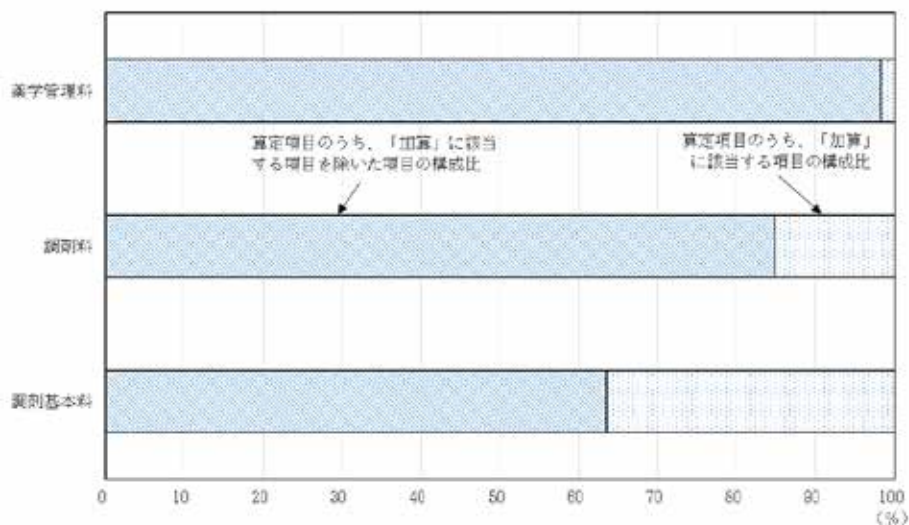 薬学管理料
算定項目のうち、「加算」に該当
する項目を除いた項目の構成比
算定項目のうち、「加算」
に該当する項目の構成比
調剤料
調剤基本料
0 10 20 30 40 50 60 70 80 90 100
(%)